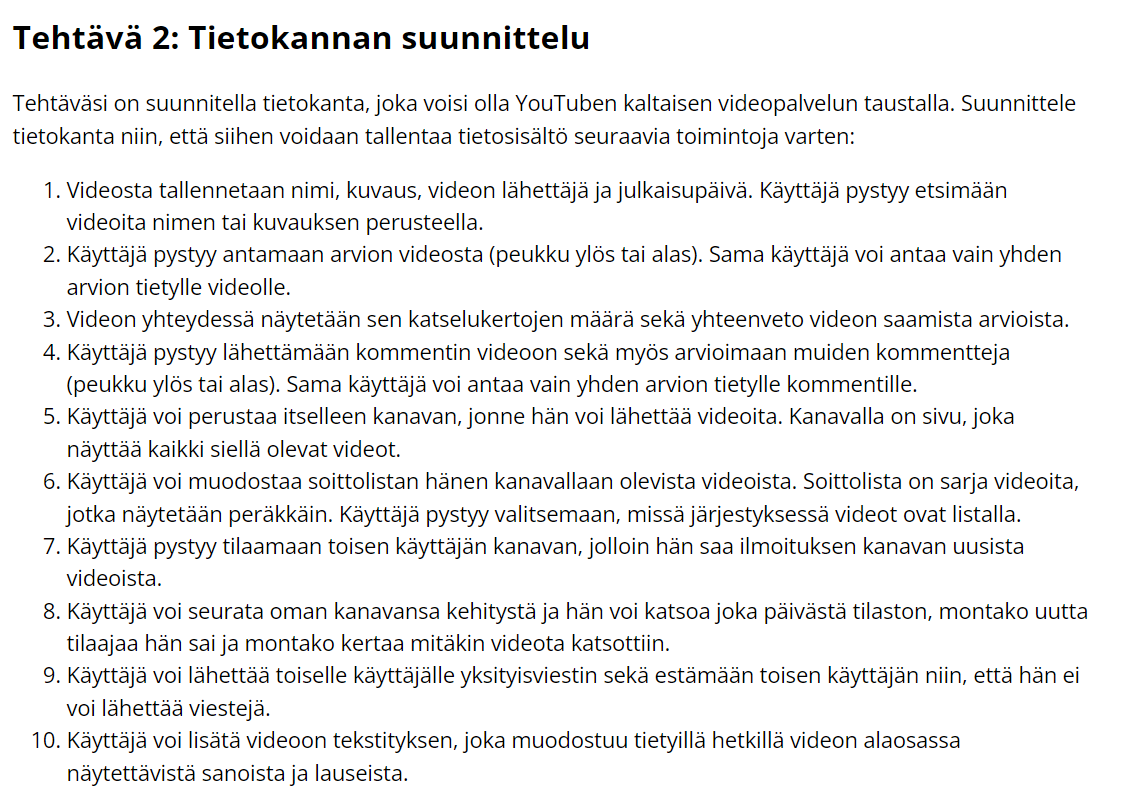 Tehtävä 2: Tietokannan suunnittelu
Tehtäväsi on suunnitella tietokanta, joka voisi olla YouTuben kaltaisen videopalvelun taustalla. Suunnittele
tietokanta niin, että siihen voidaan tallentaa tietosisältö seuraavia toimintoja varten:
1. Videosta tallennetaan nimi, kuvaus, videon lähettäjä ja julkaisupäivä. Käyttäjä pystyy etsimään
videoita nimen tai kuvauksen perusteella.
2. Käyttäjä pystyy antamaan arvion videosta (peukku ylös tai alas). Sama käyttäjä voi antaa vain yhden
arvion tietylle videolle.
3. Videon yhteydessä näytetään sen katselukertojen määrä sekä yhteenveto videon saamista arvioista.
4. Käyttäjä pystyy lähettämään kommentin videoon sekä myös arvioimaan muiden kommentteja
(peukku ylös tai alas). Sama käyttäjä voi antaa vain yhden arvion tietylle kommentille.
5. Käyttäjä voi perustaa itselleen kanavan, jonne hän voi lähettää videoita. Kanavalla on sivu, joka
näyttää kaikki siellä olevat videot.
6. Käyttäjä voi muodostaa soittolistan hänen kanavallaan olevista videoista. Soittolista on sarja videoita,
jotka näytetään peräkkäin. Käyttäjä pystyy valitsemaan, missä järjestyksessä videot ovat listalla.
7. Käyttäjä pystyy tilaamaan toisen käyttäjän kanavan, jolloin hän saa ilmoituksen kanavan uusista
videoista.
8. Käyttäjä voi seurata oman kanavansa kehitystä ja hän voi katsoa joka päivästä tilaston, montako uutta
tilaajaa hän sai ja montako kertaa mitäkin videota katsottiin.
9. Käyttäjä voi lähettää toiselle käyttäjälle yksityisviestin sekä estämään toisen käyttäjän niin, että hän ei
voi lähettää viestejä.
10. Käyttäjä voi lisätä videoon tekstityksen, joka muodostuu tietyillä hetkillä videon alaosassa
näytettävistä sanoista ja lauseista.